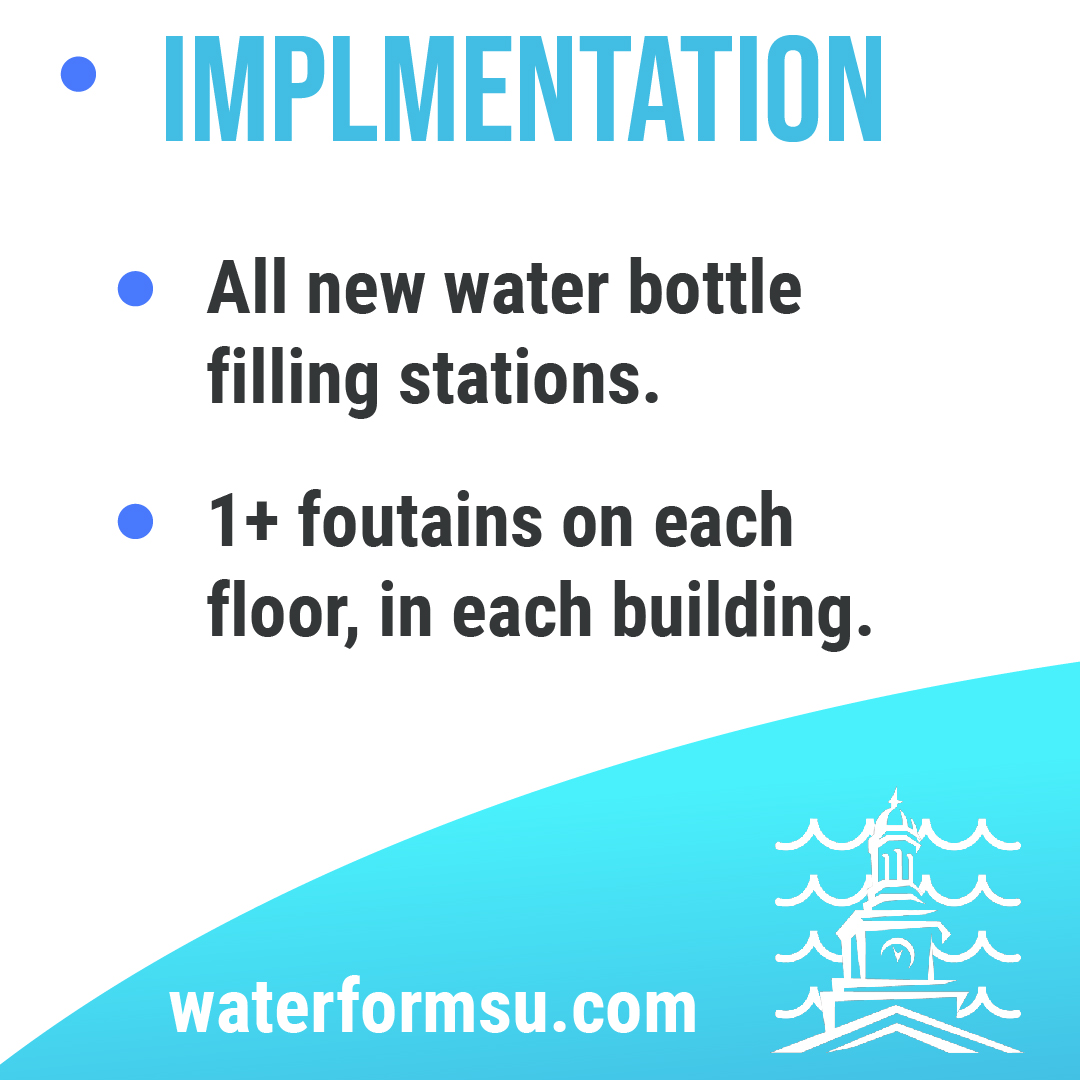 IMPLMENTATION
All new water bottle
filling stations.
1+ foutains on each
floor, in each building.
waterformsu.com